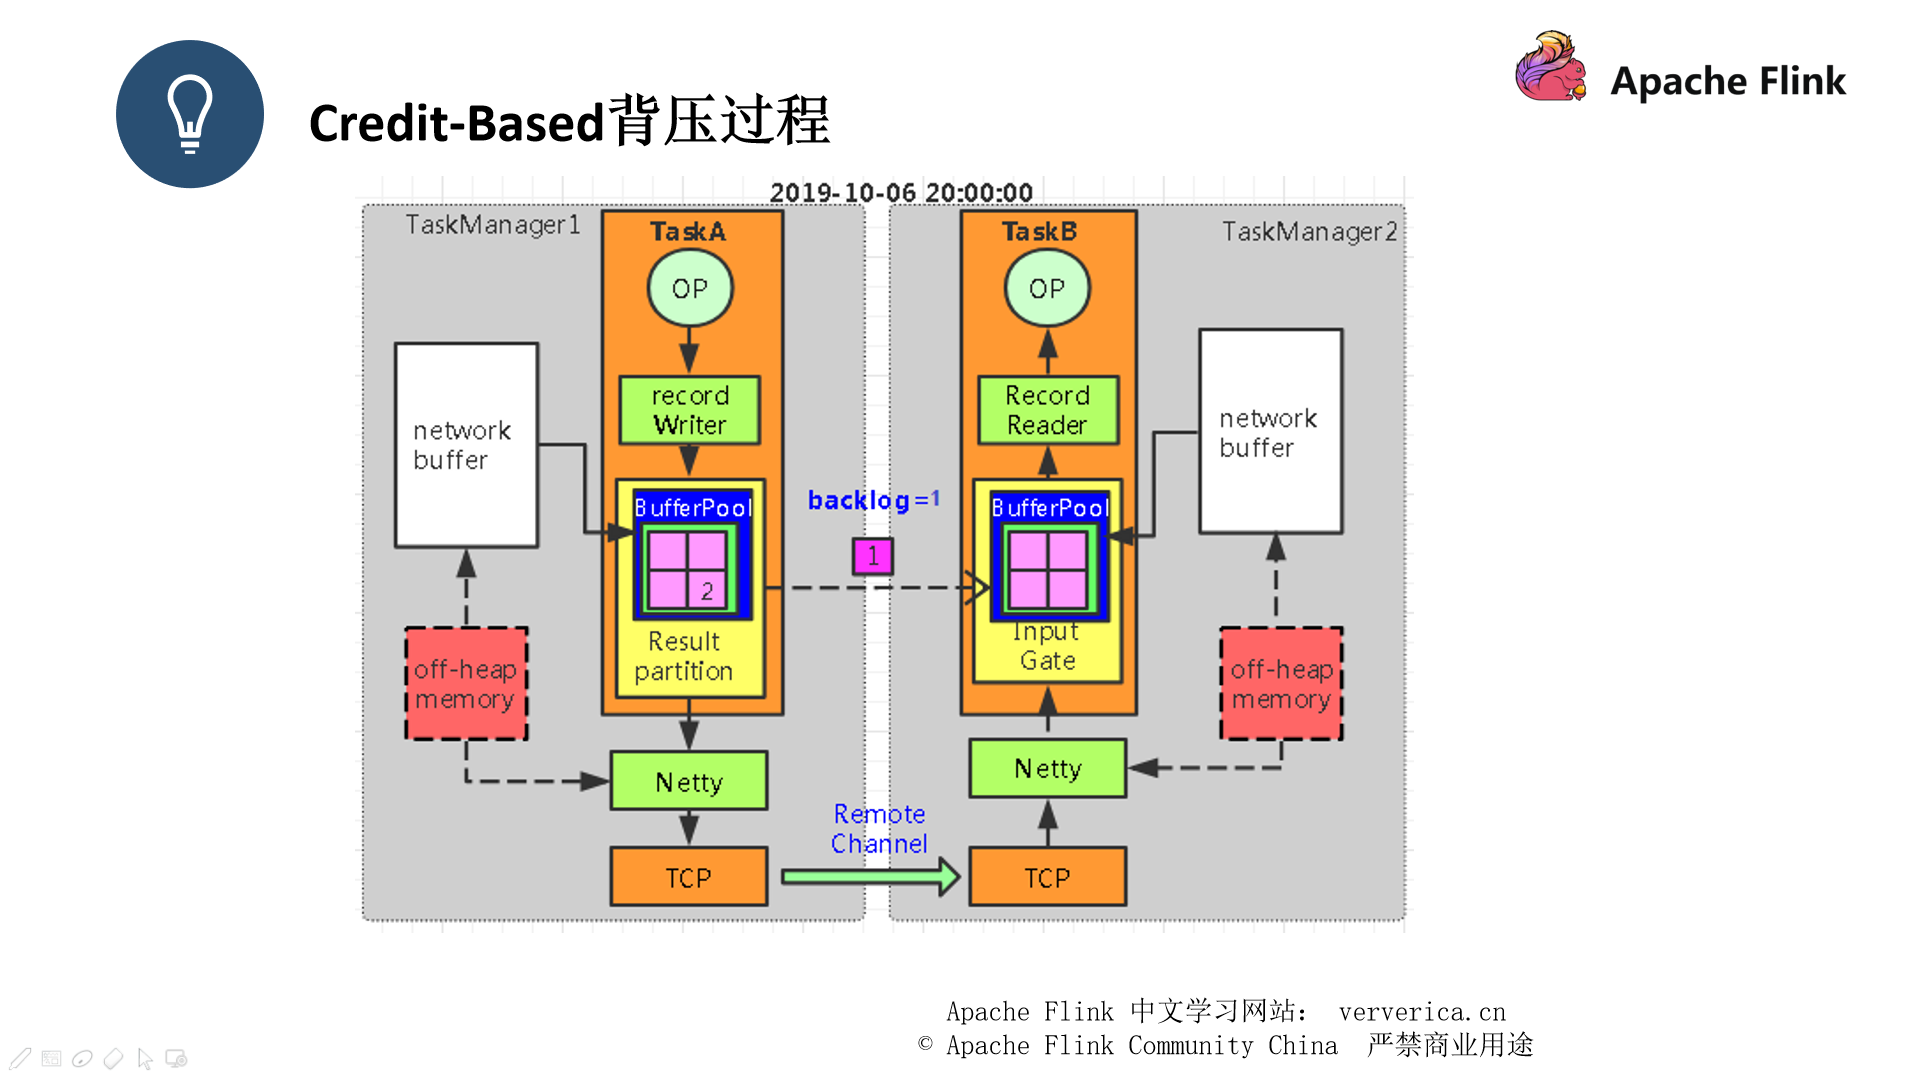 Apache Flink
Credit-Based背压过程
2019-10-06 20:00:00
TaskManager1
TaskA
OP
record
Writer
network
buffer
BufferPool
2
Result
partition
off-heap
memory
Netty
TCP
backlog=1
1
Remote
Channel
TaskB
TaskManager2
OP
Record
Reader
network
buffer
BufferPool
Input
Gate
off-heap
memory
Netty
TCP
Apache Flink 中文学习网站: ververica.cn
© Apache Flink Community China 严禁商业用途